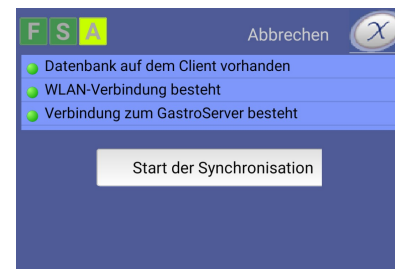 F S A
Abbrechen
X
Datenbank auf dem Client vorhanden
WLAN-Verbindung besteht
Verbindung zum GastroServer besteht
Start der Synchronisation